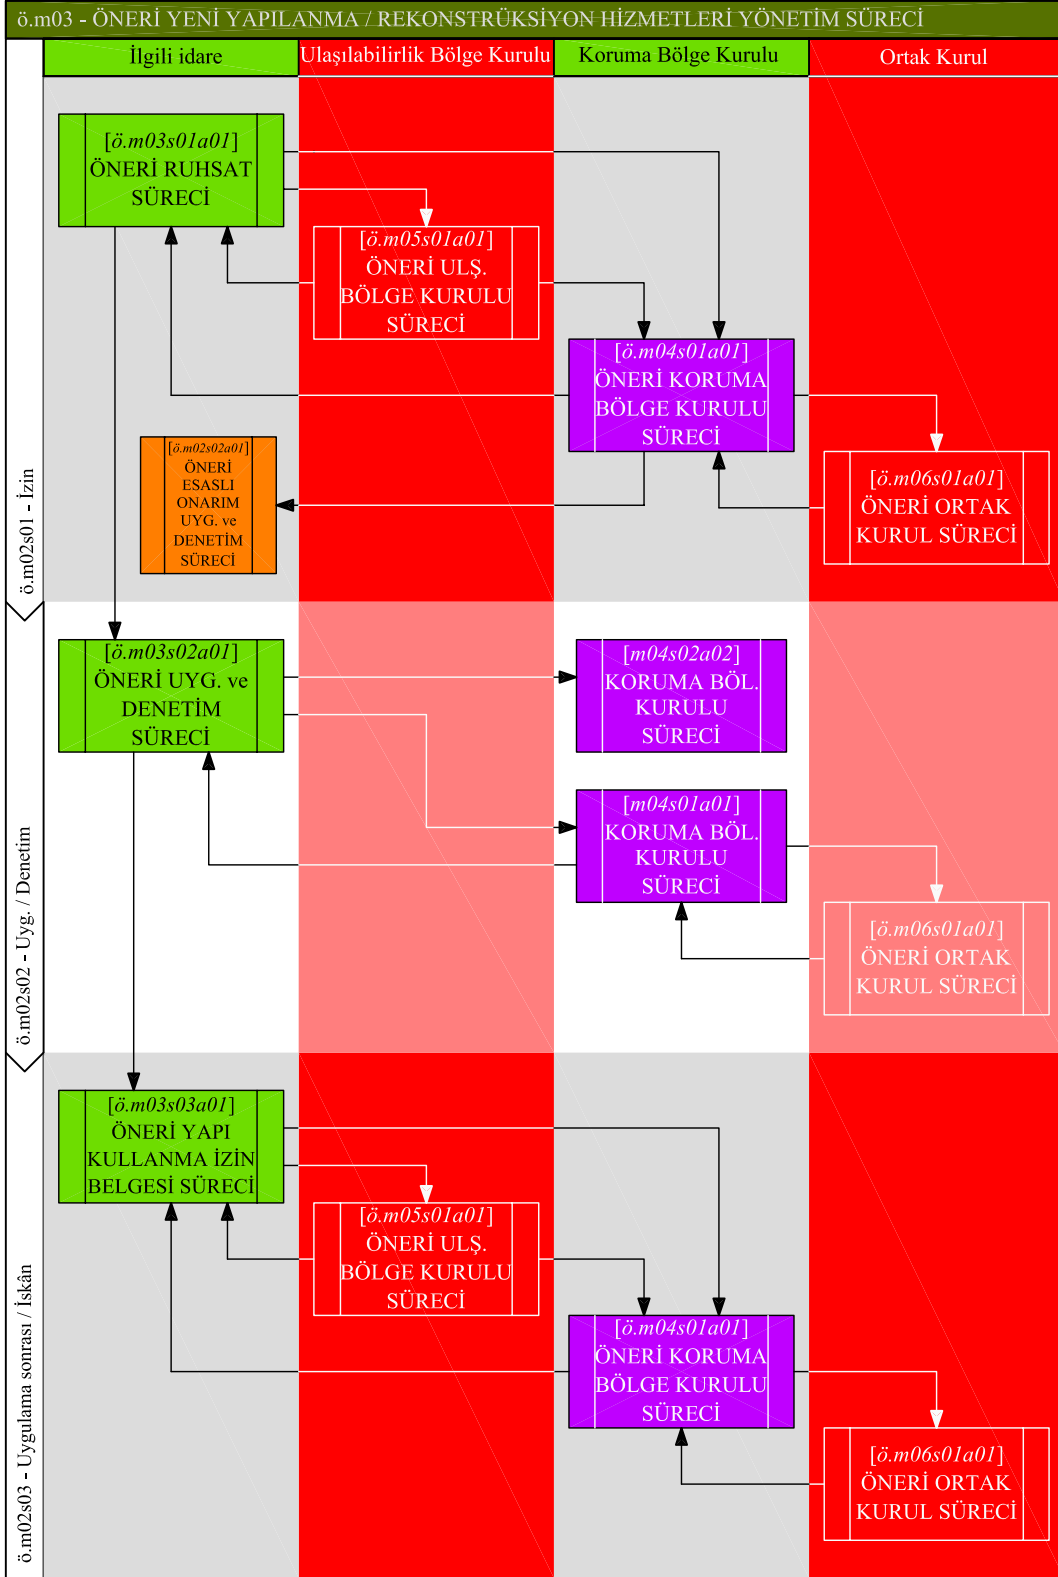 ö.m03 - ÖNERİ YENİ YAPILANMA / REKONSTRÜKSİYON HİZMETLERİ YÖNETİM SÜRECİ
İlgili idare
Ulaşılabilirlik Bölge Kurulu
Koruma Bölge Kurulu
Ortak Kurul
ö.m02s01 - İzin
[ö.m03s01a01]
ÖNERİ RUHSAT
SÜRECİ
[ö.m05s01a01]
ÖNERİ ULŞ.
BÖLGE KURULU
SÜRECİ
[ö.m04s01a01]
ÖNERİ KORUMA
BÖLGE KURULU
SÜRECİ
[ö.m02s02a01]
ÖNERİ
ESASLI
ONARIM
UYG. ve
DENETİM
SÜRECİ
[ö.m06s01a01]
ÖNERİ ORTAK
KURUL SÜRECİ
ö.m02s02 - Uyg. / Denetim
[ö.m03s02a01]
ÖNERİ UYG. ve
DENETİM
SÜRECİ
[m04s02a02]
KORUMA BÖL.
KURULU
SÜRECİ
[m04s01a01]
KORUMA BÖL.
KURULU
SÜRECİ
[ö.m06s01a01]
ÖNERİ ORTAK
KURUL SÜRECİ
ö.m02s03 - Uygulama sonrası / İskân
[ö.m03s03a01]
ÖNERİ YAPI
KULLANMA İZİN
BELGESİ SÜRECİ
[ö.m05s01a01]
ÖNERİ ULŞ.
BÖLGE KURULU
SÜRECİ
[ö.m04s01a01]
ÖNERİ KORUMA
BÖLGE KURULU
SÜRECİ
[ö.m06s01a01]
ÖNERİ ORTAK
KURUL SÜRECİ